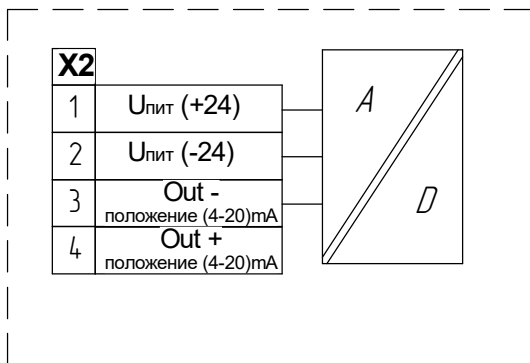 X2
1 Uпит (+24)
2 Uпит (-24)
3 Out -
положение (4-20)mA
4 Out +
положение (4-20)mA
A
D